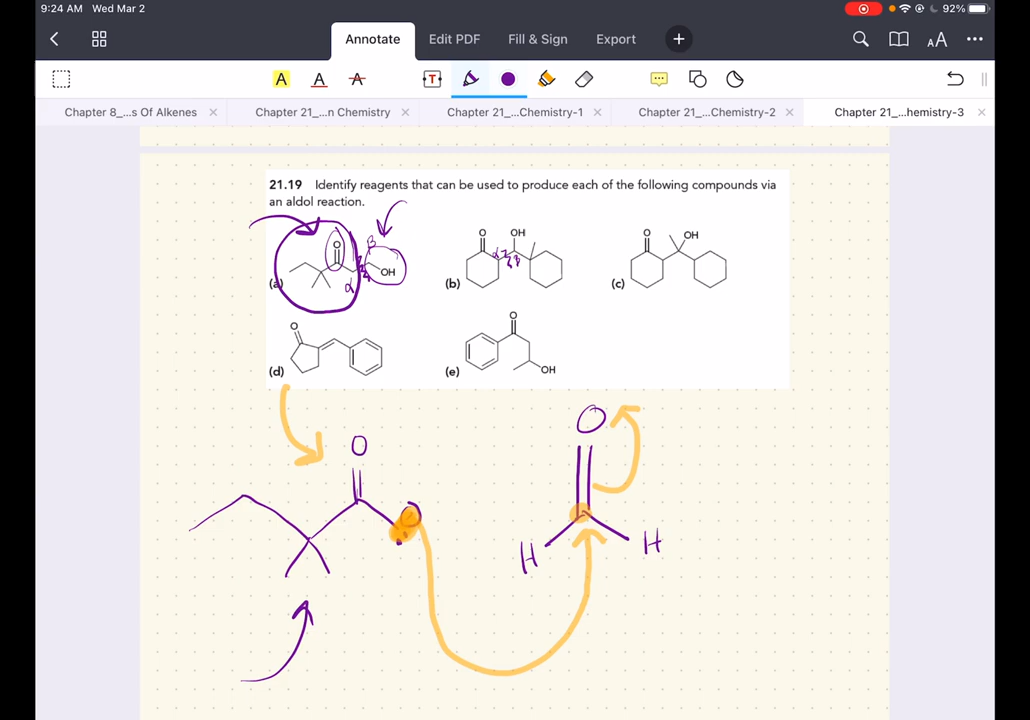 9:24 AM Mon Mar 2
92%
Annotate
Edit PDF
Fill & Sign
Export
A
A
A
T
AA
Chapter 8_...s Of Alkenes
Chapter 21_...n Chemistry
Chapter 21_...Chemistry-1
Chapter 21_...Chemistry-2
Chapter 21_...hemistry-3
21.19 Identify reagents that can be used to produce each of the following compounds via
an aldol reaction.
(a) O OH α β
(b) O OH α β
(c) O OH
(d) O
(e) O OH
O
O
H
H